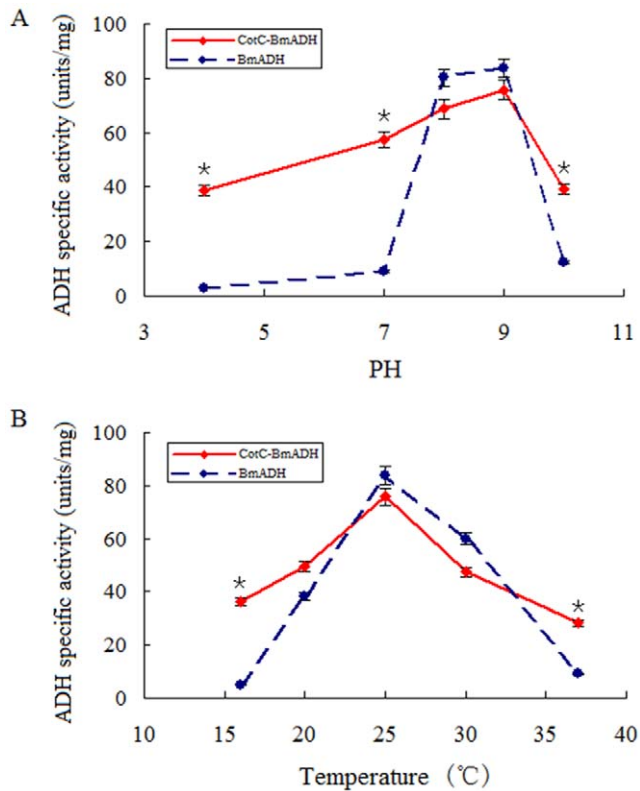 A
ADH specific activity (units/mg)
100
80
60
40
20
0
CotC-BmADH
BmADH
*
*
*
3
5
7
9
11
PH
B
ADH specific activity (units/mg)
100
80
60
40
20
0
CotC-BmADH
BmADH
*
*
10
15
20
25
30
35
40
Temperature (℃)